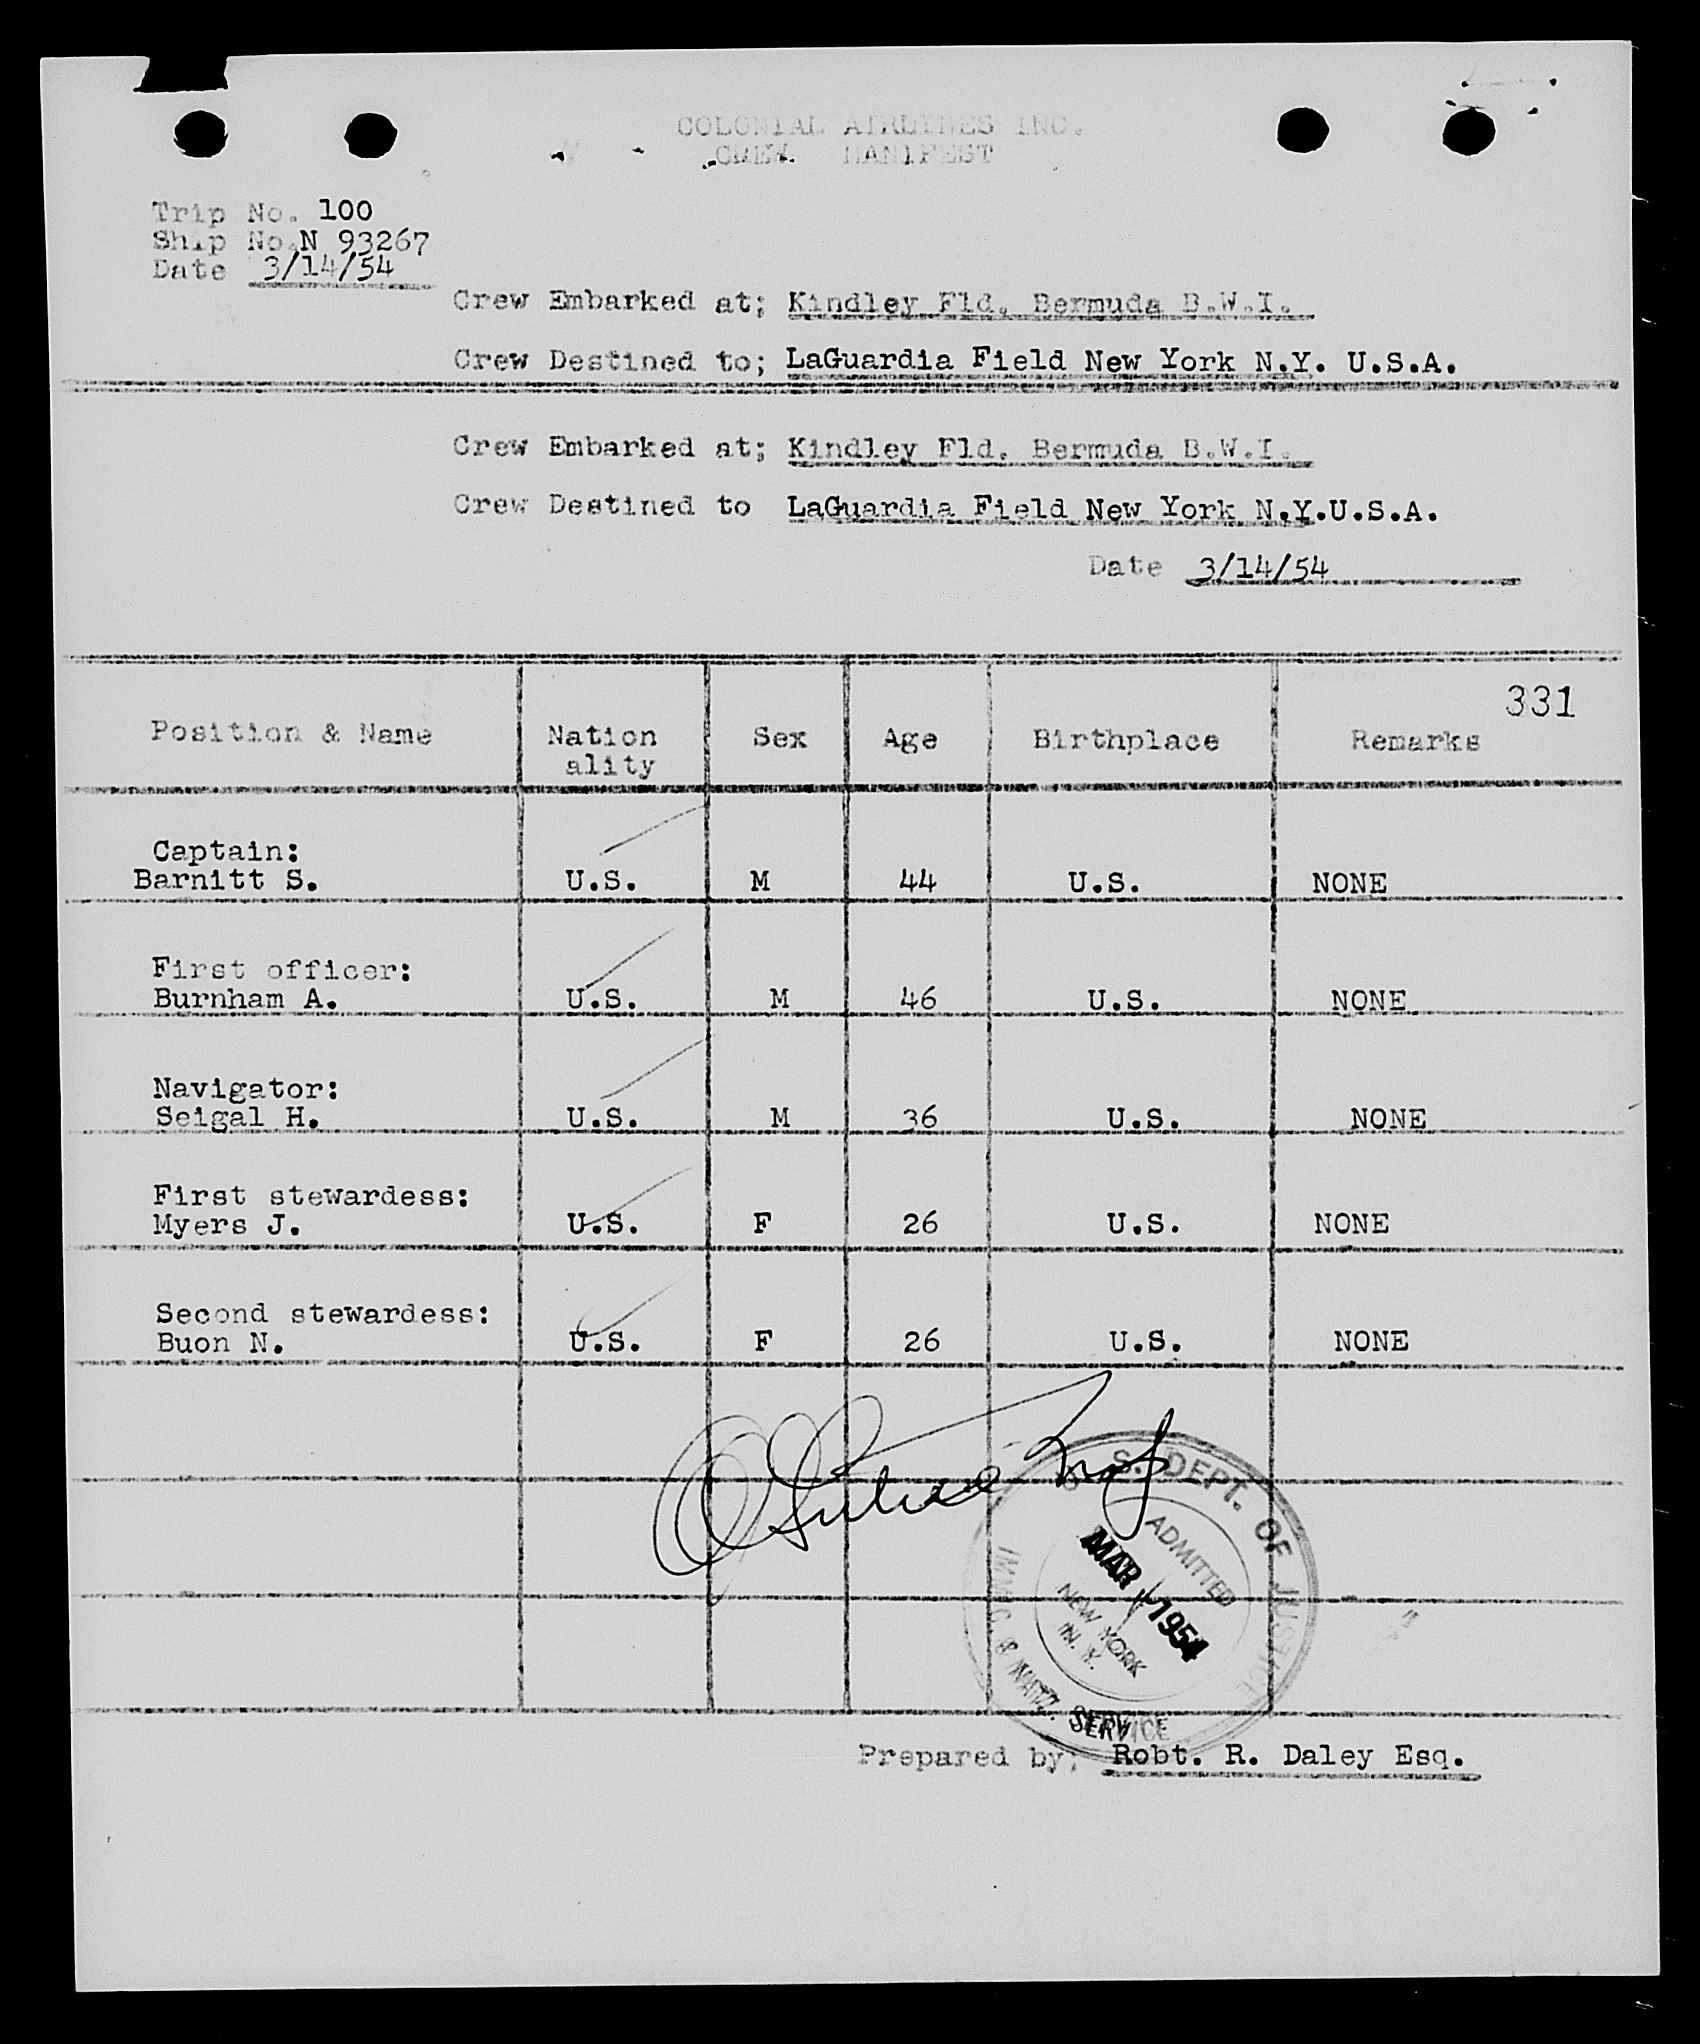 COLONIAL AIRLINES INC.
CREW MANIFEST
Trip No. 100
Ship No.N 93267
Date 3/14/54
Crew Embarked at; Kindley Fld. Bermuda B.W.I.
Crew Destined to; LaGuardia Field New York N.Y. U.S.A.
Crew Embarked at; Kindley Fld. Bermuda B.W.I.
Crew Destined to LaGuardia Field New York N.Y.U.S.A.
Date 3/14/54
331
Position & Name Nation Sex Age Birthplace Remarks
ality
Captain:
Barnitt S. U.S. M 44 U.S. NONE
First officer:
Burnham A. U.S. M 46 U.S. NONE
Navigator:
Seigal H. U.S. M 36 U.S. NONE
First stewardess:
Myers J. U.S. F 26 U.S. NONE
Second stewardess:
Buon N. U.S. F 26 U.S. NONE
U.S. DEPT. OF JUSTICE
ADMITTED
MAR 1954
NEW YORK
N.Y.
IMMIG. & NATZ. SERVICE
Prepared by; Robt. R. Daley Esq.